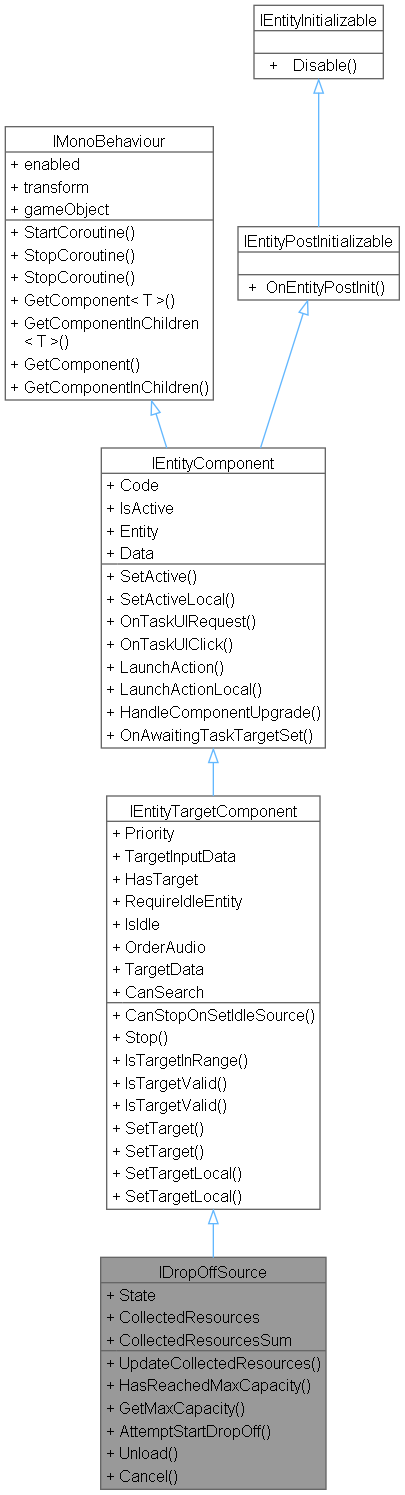 IEntityInitializable
+ Disable()
IMonoBehaviour
+ enabled
+ transform
+ gameObject
+ StartCoroutine()
+ StopCoroutine()
+ StopCoroutine()
+ GetComponent< T >()
+ GetComponentInChildren
< T >()
+ GetComponent()
+ GetComponentInChildren()
IEntityPostInitializable
+ OnEntityPostInit()
IEntityComponent
+ Code
+ IsActive
+ Entity
+ Data
+ SetActive()
+ SetActiveLocal()
+ OnTaskUIRequest()
+ OnTaskUIClick()
+ LaunchAction()
+ LaunchActionLocal()
+ HandleComponentUpgrade()
+ OnAwaitingTaskTargetSet()
IEntityTargetComponent
+ Priority
+ TargetInputData
+ HasTarget
+ RequireIdleEntity
+ IsIdle
+ OrderAudio
+ TargetData
+ CanSearch
+ CanStopOnSetIdleSource()
+ Stop()
+ IsTargetInRange()
+ IsTargetValid()
+ IsTargetValid()
+ SetTarget()
+ SetTarget()
+ SetTargetLocal()
+ SetTargetLocal()
IDropOffSource
+ State
+ CollectedResources
+ CollectedResourcesSum
+ UpdateCollectedResources()
+ HasReachedMaxCapacity()
+ GetMaxCapacity()
+ AttemptStartDropOff()
+ Unload()
+ Cancel()